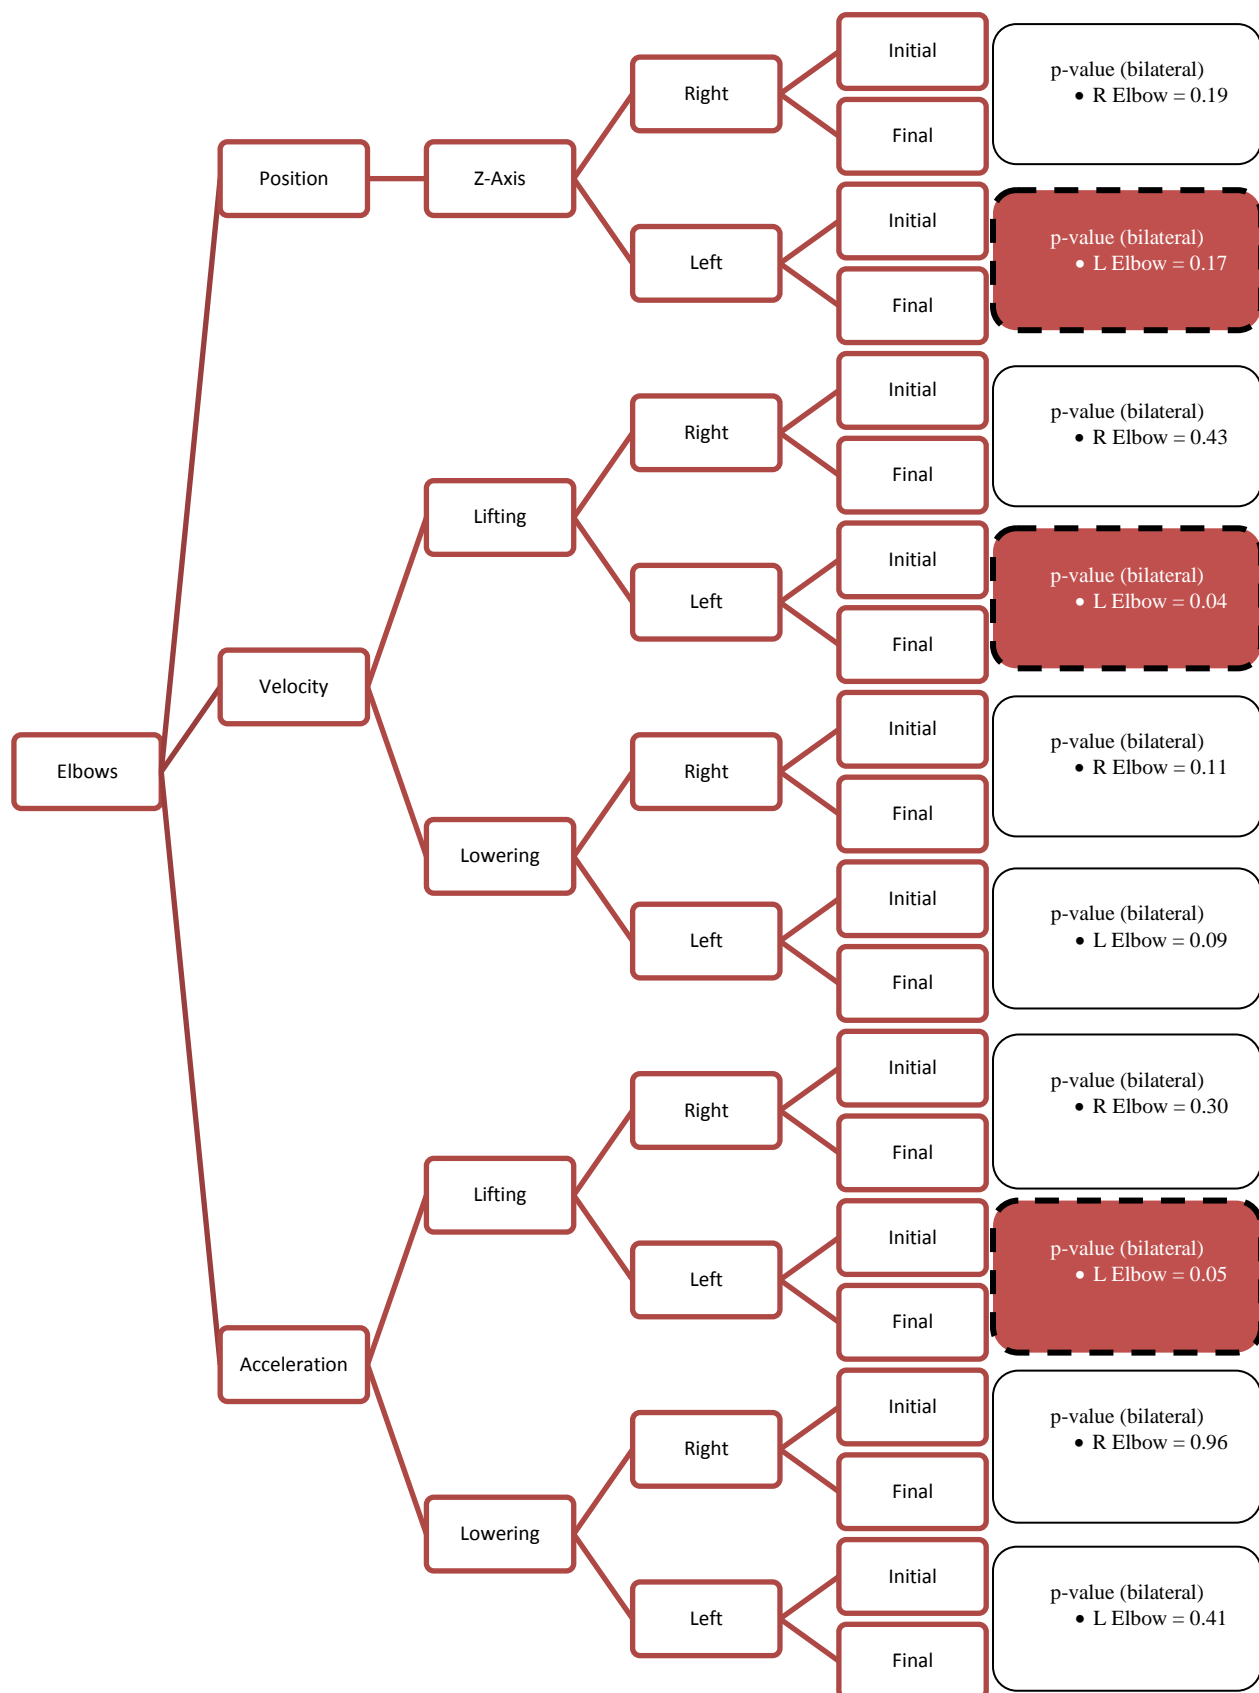 Elbows
Position
Z-Axis
Right
Initial
Final
p-value (bilateral)
• R Elbow = 0.19
Left
Initial
Final
p-value (bilateral)
• L Elbow = 0.17
Velocity
Lifting
Right
Initial
Final
p-value (bilateral)
• R Elbow = 0.43
Left
Initial
Final
p-value (bilateral)
• L Elbow = 0.04
Lowering
Right
Initial
Final
p-value (bilateral)
• R Elbow = 0.11
Left
Initial
Final
p-value (bilateral)
• L Elbow = 0.09
Acceleration
Lifting
Right
Initial
Final
p-value (bilateral)
• R Elbow = 0.30
Left
Initial
Final
p-value (bilateral)
• L Elbow = 0.05
Lowering
Right
Initial
Final
p-value (bilateral)
• R Elbow = 0.96
Left
Initial
Final
p-value (bilateral)
• L Elbow = 0.41